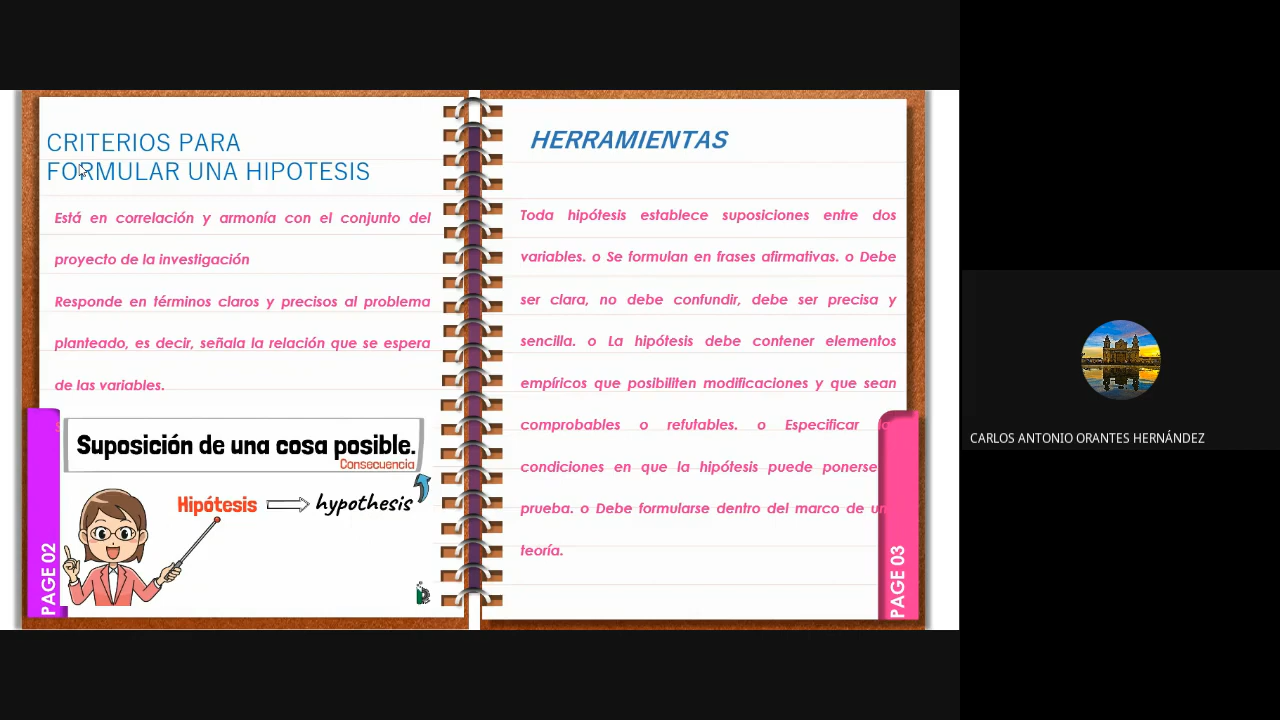 CRITERIOS PARA
FORMULAR UNA HIPOTESIS
Está en correlación y armonía con el conjunto del
proyecto de la investigación
Responde en términos claros y precisos al problema
planteado, es decir, señala la relación que se espera
de las variables.
Suposición de una cosa posible.
Consecuencia
Hipótesis
hypothesis
PAGE 02
HERRAMIENTAS
Toda hipótesis establece suposiciones entre dos
variables. o Se formulan en frases afirmativas. o Debe
ser clara, no debe confundir, debe ser precisa y
sencilla. o La hipótesis debe contener elementos
empíricos que posibiliten modificaciones y que sean
comprobables o refutables. o Especificar
condiciones en que la hipótesis puede ponerse
prueba. o Debe formularse dentro del marco de
teoría.
PAGE 03
CARLOS ANTONIO ORANTES HERNÁNDEZ